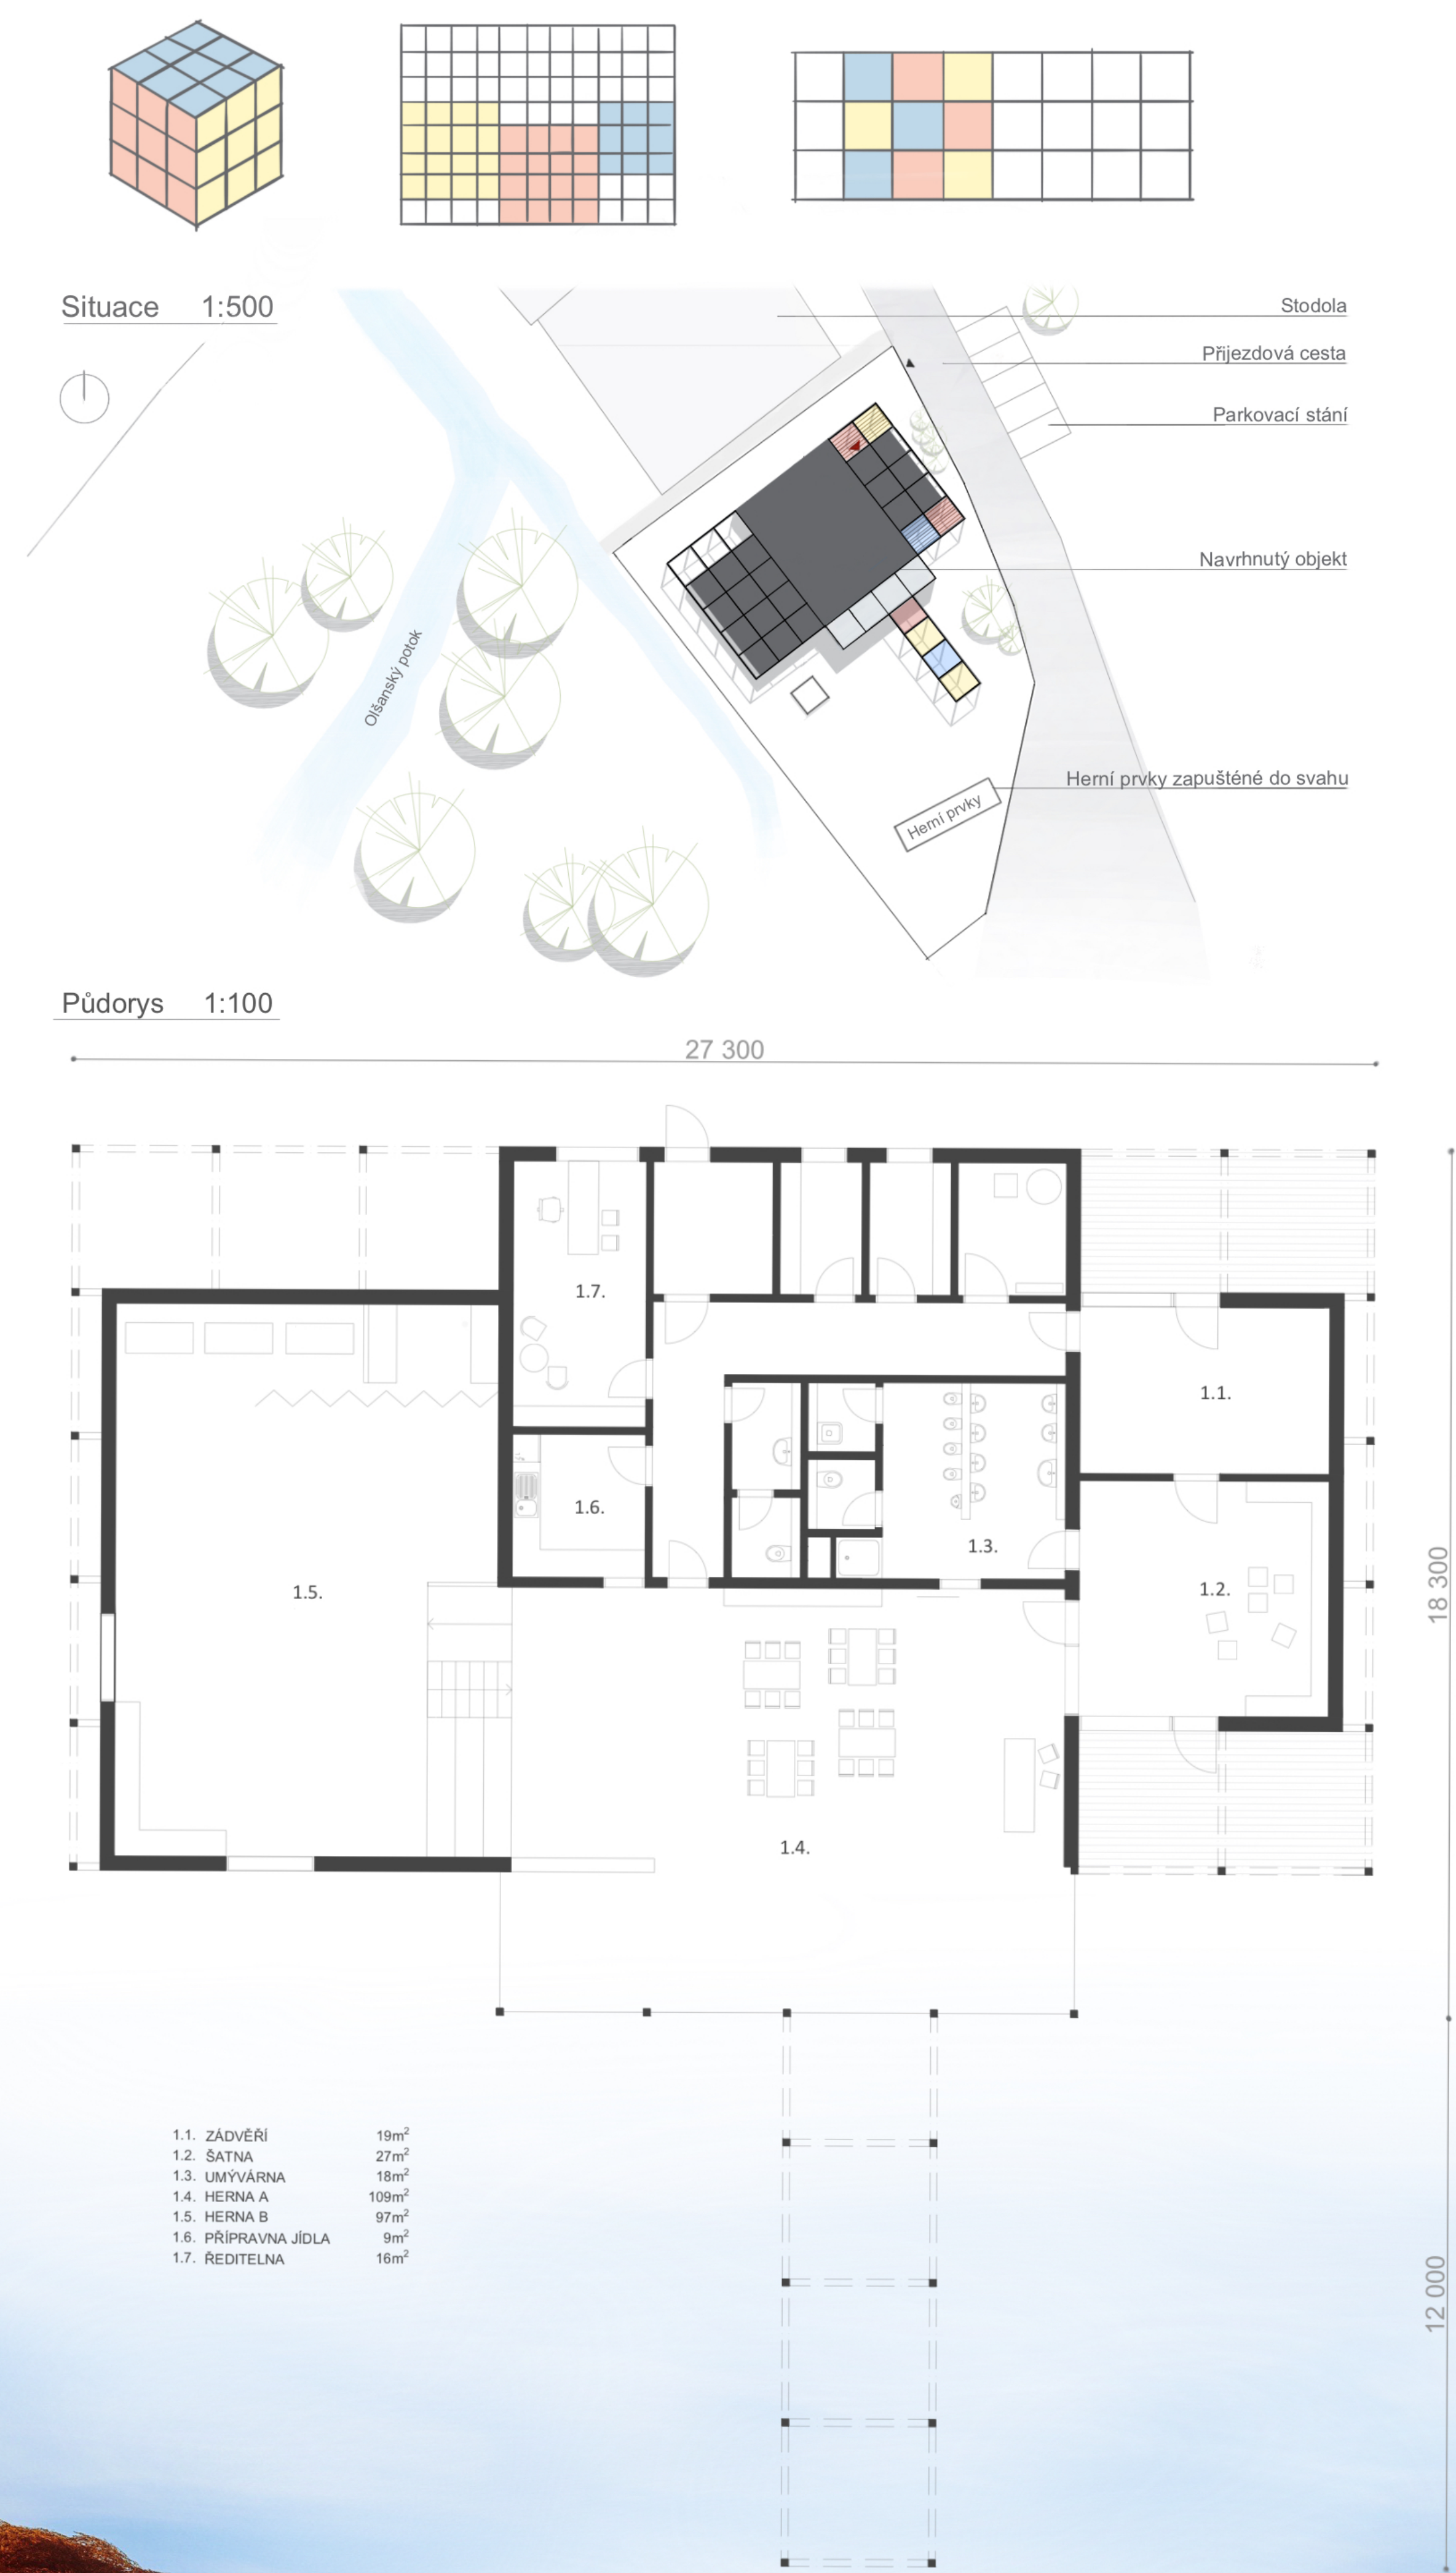 Situace 1:500
Stodola
Přijezdová cesta
Parkovací stání
Navrhnutý objekt
Olšanský potok
Herní prvky zapušténé do svahu
Herní prvky
Půdorys 1:100
27 300
1.7.
1.1.
1.6.
1.3.
1.5.
1.2.
18 300
1.4.
1.1. ZÁDVĚŘÍ 19m²
1.2. ŠATNA 27m²
1.3. UMÝVÁRNA 18m²
1.4. HERNA A 109m²
1.5. HERNA B 97m²
1.6. PŘÍPRAVNA JÍDLA 9m²
1.7. ŘEDITELNA 16m²
12 000